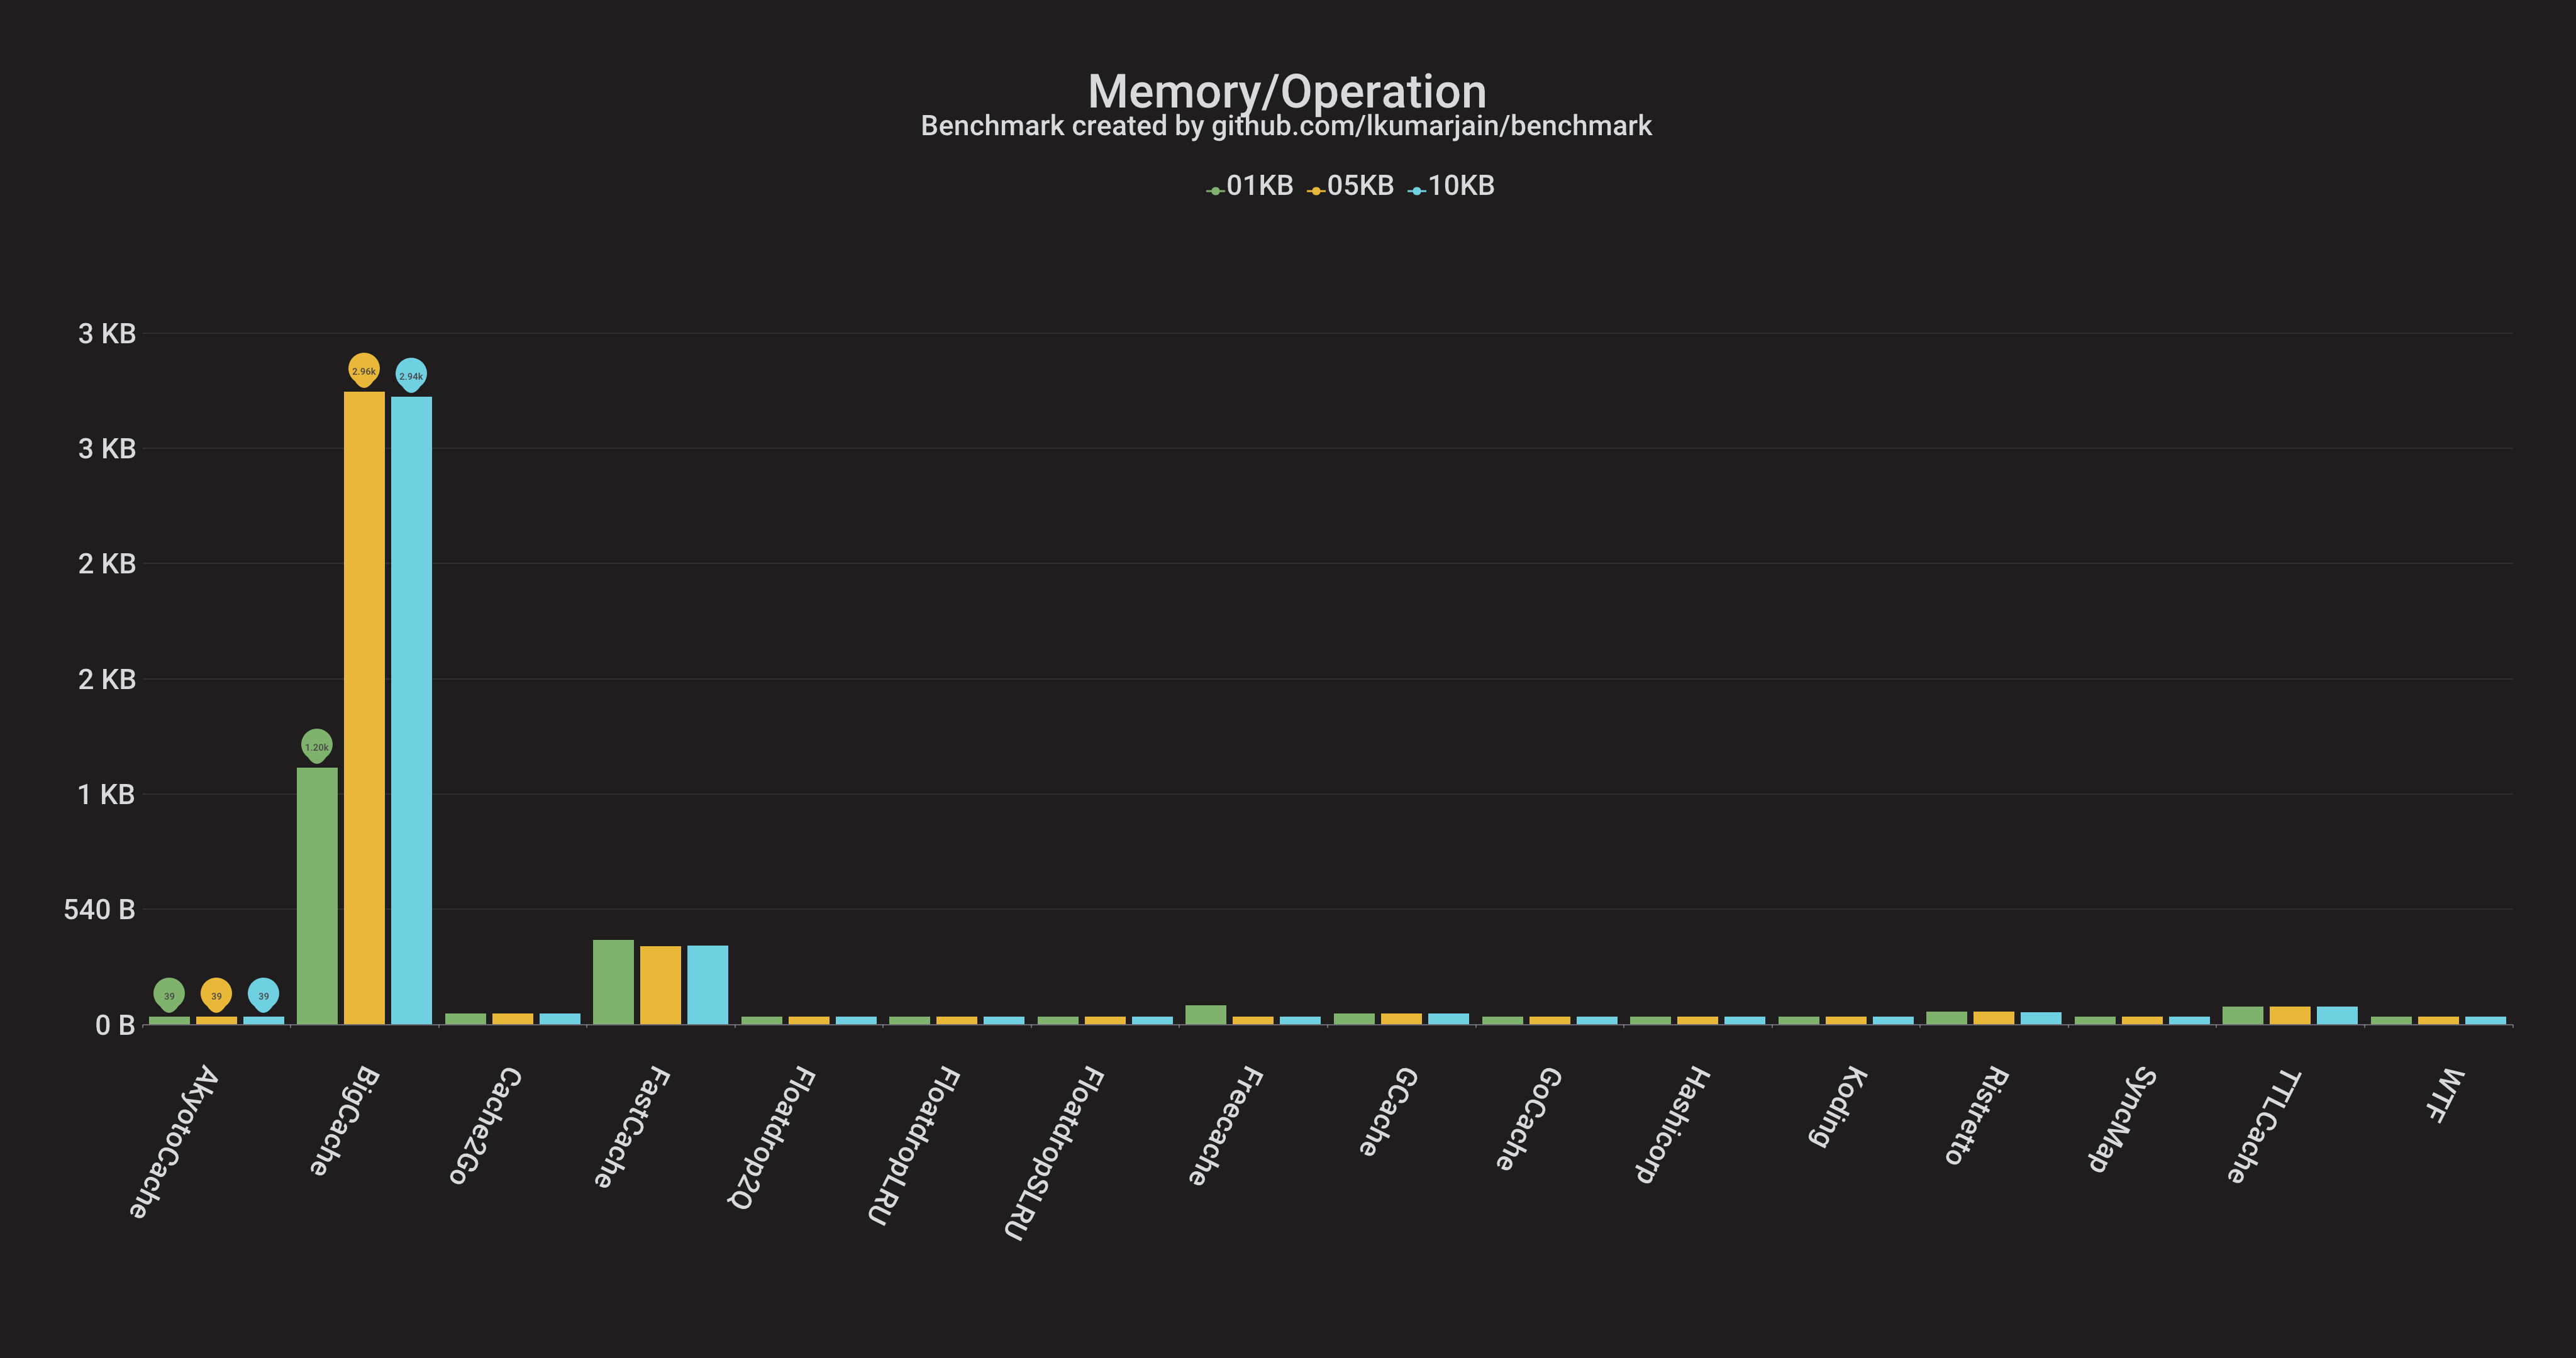 Memory/Operation
Benchmark created by github.com/lkumarjain/benchmark
01KB 05KB 10KB
3 KB
2.96k
2.94k
3 KB
2 KB
2 KB
1.20k
1 KB
540 B
39 39 39
0 B
AkyotoCache
BigCache
Cache2Go
FastCache
Floatdrop2Q
FloatdropLRU
FloatdropSLRU
Freecache
GCache
GoCache
Hashicorp
Koding
Ristretto
SyncMap
TTLCache
WTF